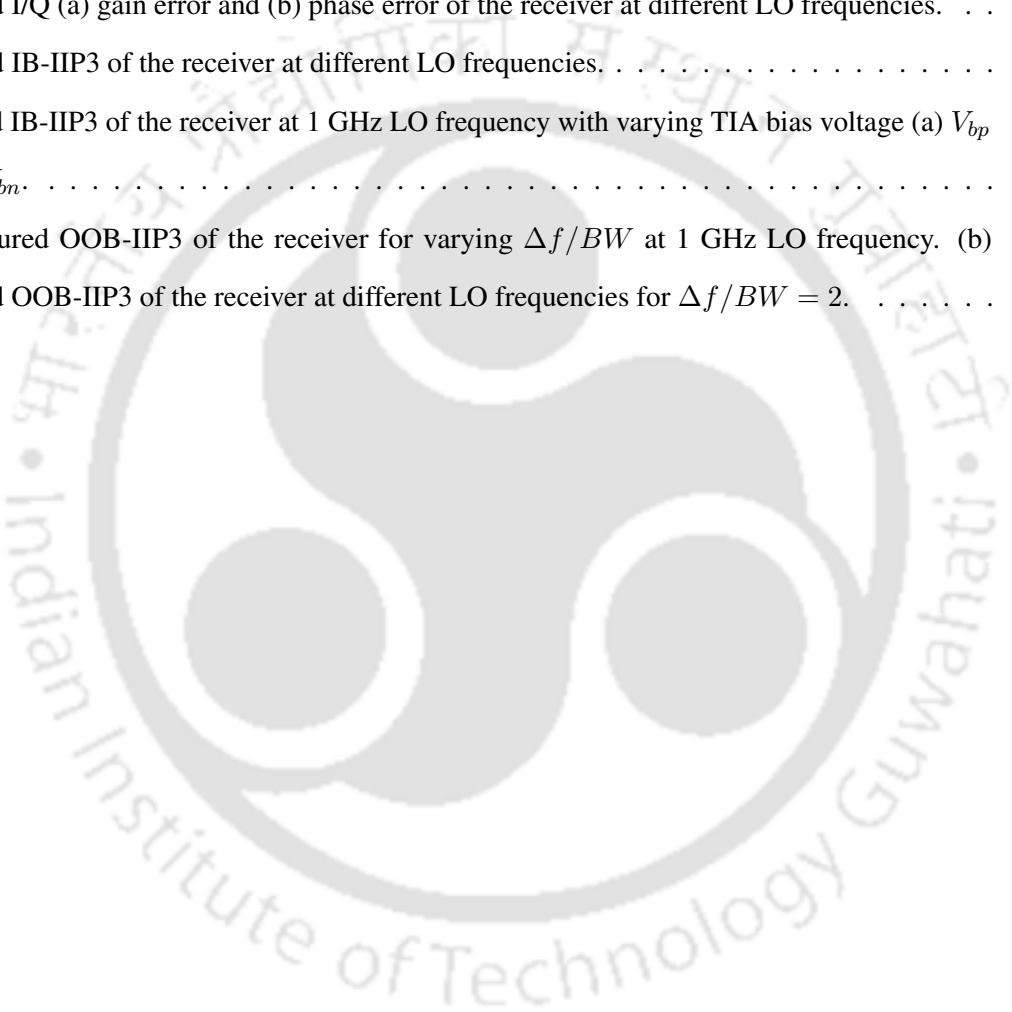 I/Q (a) gain error and (b) phase error of the receiver at different LO frequencies. . .
IB-IIP3 of the receiver at different LO frequencies. . . . . . . . . . . . . . . . . . .
IB-IIP3 of the receiver at 1 GHz LO frequency with varying TIA bias voltage (a) V_{bp}
bn. . . . . . . . . . . . . . . . . . . . . . . . . . . . . . . . . . .
ured OOB-IIP3 of the receiver for varying Δf/BW at 1 GHz LO frequency. (b)
OOB-IIP3 of the receiver at different LO frequencies for Δf/BW = 2. . . . . . .
Indian Institute of Technology Guwahati